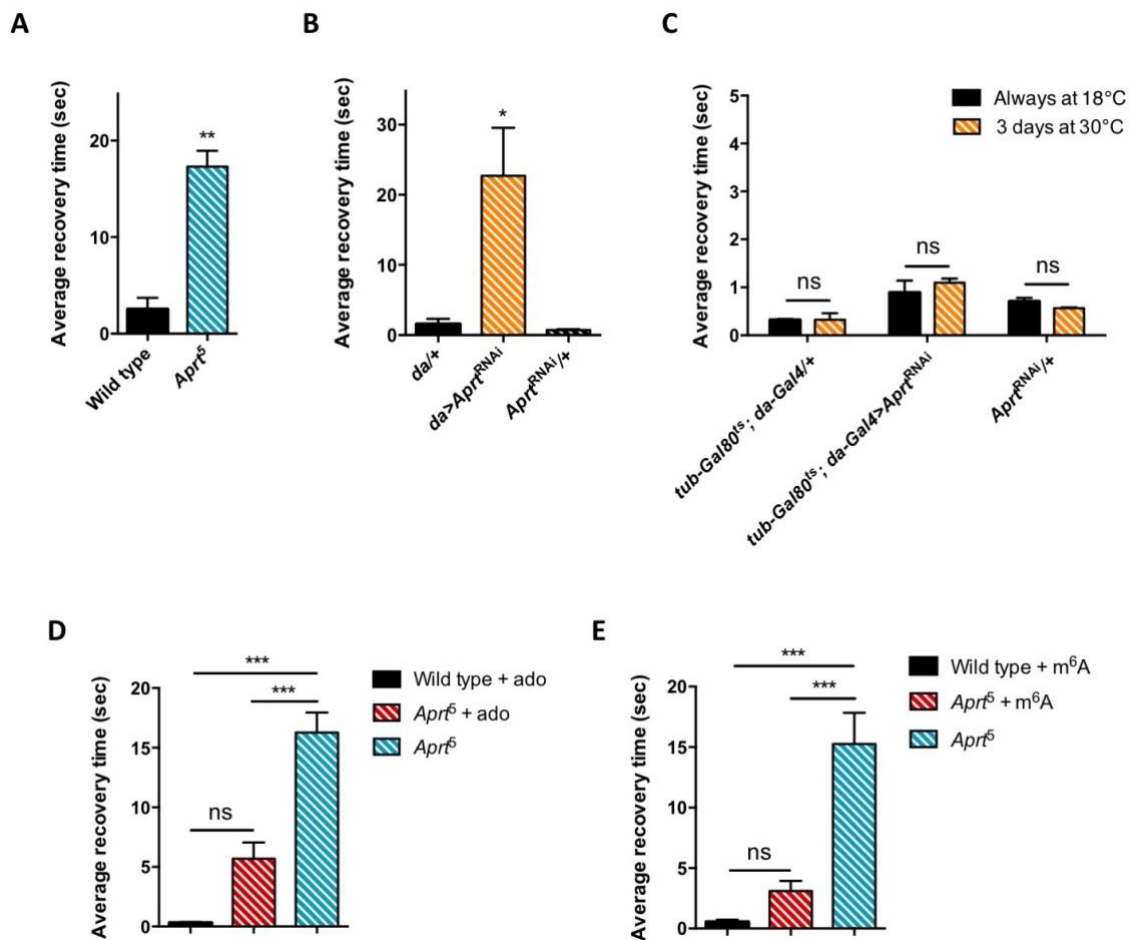 A
B
C
Average recovery time (sec)
20
10
0
Wild type
Aprt⁵
**
Average recovery time (sec)
30
20
10
0
da/+
da>Aprtᴿᴺᴬⁱ
Aprtᴿᴺᴬⁱ/+
*
Average recovery time (sec)
5
4
3
2
1
0
Always at 18°C
3 days at 30°C
ns
ns
ns
tub-Gal80ᵗˢ; da-Gal4/+
tub-Gal80ᵗˢ; da-Gal4>Aprtᴿᴺᴬⁱ
Aprtᴿᴺᴬⁱ/+
D
E
Average recovery time (sec)
20
15
10
5
0
***
***
ns
Wild type + ado
Aprt⁵ + ado
Aprt⁵
Average recovery time (sec)
20
15
10
5
0
***
***
ns
Wild type + m⁶A
Aprt⁵ + m⁶A
Aprt⁵